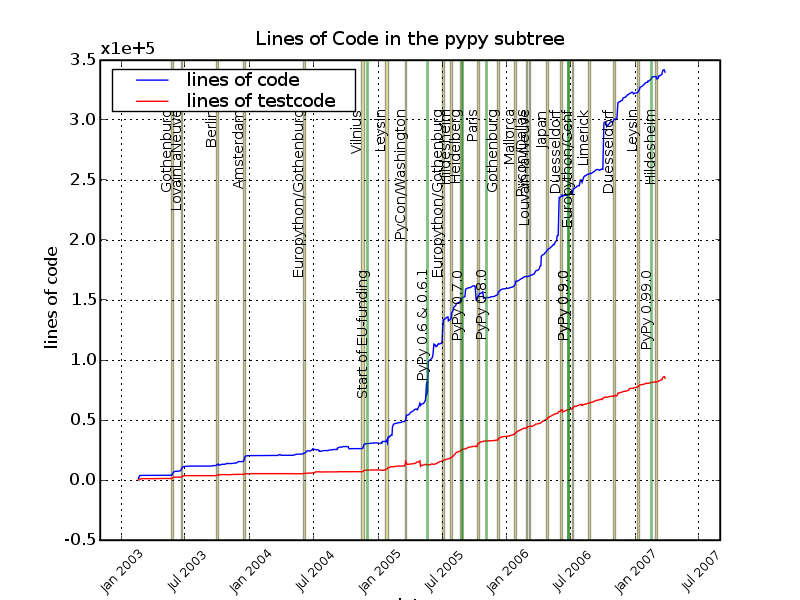 Lines of Code in the pypy subtree
x1e+5
lines of code
lines of testcode
3.5
3.0
2.5
2.0
1.5
1.0
0.5
0.0
-0.5
lines of code
Gothenburg
LovainLaNeuve
Berlin
Amsterdam
Europython/Gothenburg
Vilnius
Start of EU-funding
Leysin
PyCon/Washington
PyPy 0.6 & 0.6.1
Europython/Gothenburg
Hildesheim
Heidelberg
PyPy 0.7.0
Paris
PyPy 0.8.0
Gothenburg
Mallorca
Japan
Duesseldorf
PyPy 0.9.0
Europython/Genf
Limerick
Duesseldorf
Leysin
PyPy 0.99.0
Hildesheim
Jan 2003
Jul 2003
Jan 2004
Jul 2004
Jan 2005
Jul 2005
Jan 2006
Jul 2006
Jan 2007
Jul 2007